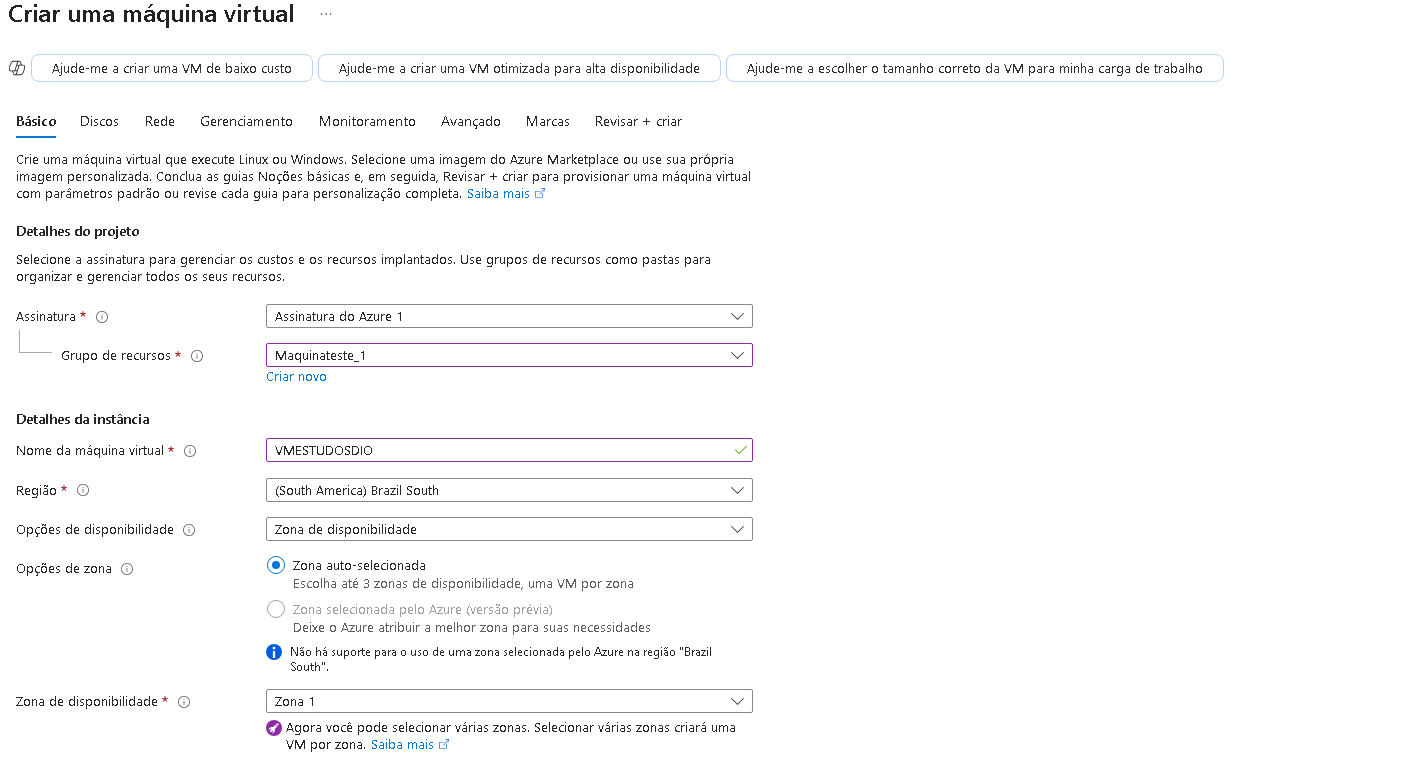 Criar uma máquina virtual ...
Ajude-me a criar uma VM de baixo custo
Ajude-me a criar uma VM otimizada para alta disponibilidade
Ajude-me a escolher o tamanho correto da VM para minha carga de trabalho
Básico Discos Rede Gerenciamento Monitoramento Avançado Marcas Revisar + criar
Crie uma máquina virtual que execute Linux ou Windows. Selecione uma imagem do Azure Marketplace ou use sua própria
imagem personalizada. Conclua as guias Noções básicas e, em seguida, Revisar + criar para provisionar uma máquina virtual
com parâmetros padrão ou revise cada guia para personalização completa. Saiba mais
Detalhes do projeto
Selecione a assinatura para gerenciar os custos e os recursos implantados. Use grupos de recursos como pastas para
organizar e gerenciar todos os seus recursos.
Assinatura *
Assinatura do Azure 1
Grupo de recursos *
Maquinateste_1
Criar novo
Detalhes da instância
Nome da máquina virtual *
VMESTUDOSDIO
Região *
(South America) Brazil South
Opções de disponibilidade
Zona de disponibilidade
Opções de zona
Zona auto-selecionada
Escolha até 3 zonas de disponibilidade, uma VM por zona
Zona selecionada pelo Azure (versão prévia)
Deixe o Azure atribuir a melhor zona para suas necessidades
Não há suporte para o uso de uma zona selecionada pelo Azure na região "Brazil
South".
Zona de disponibilidade *
Zona 1
Agora você pode selecionar várias zonas. Selecionar várias zonas criará uma
VM por zona. Saiba mais